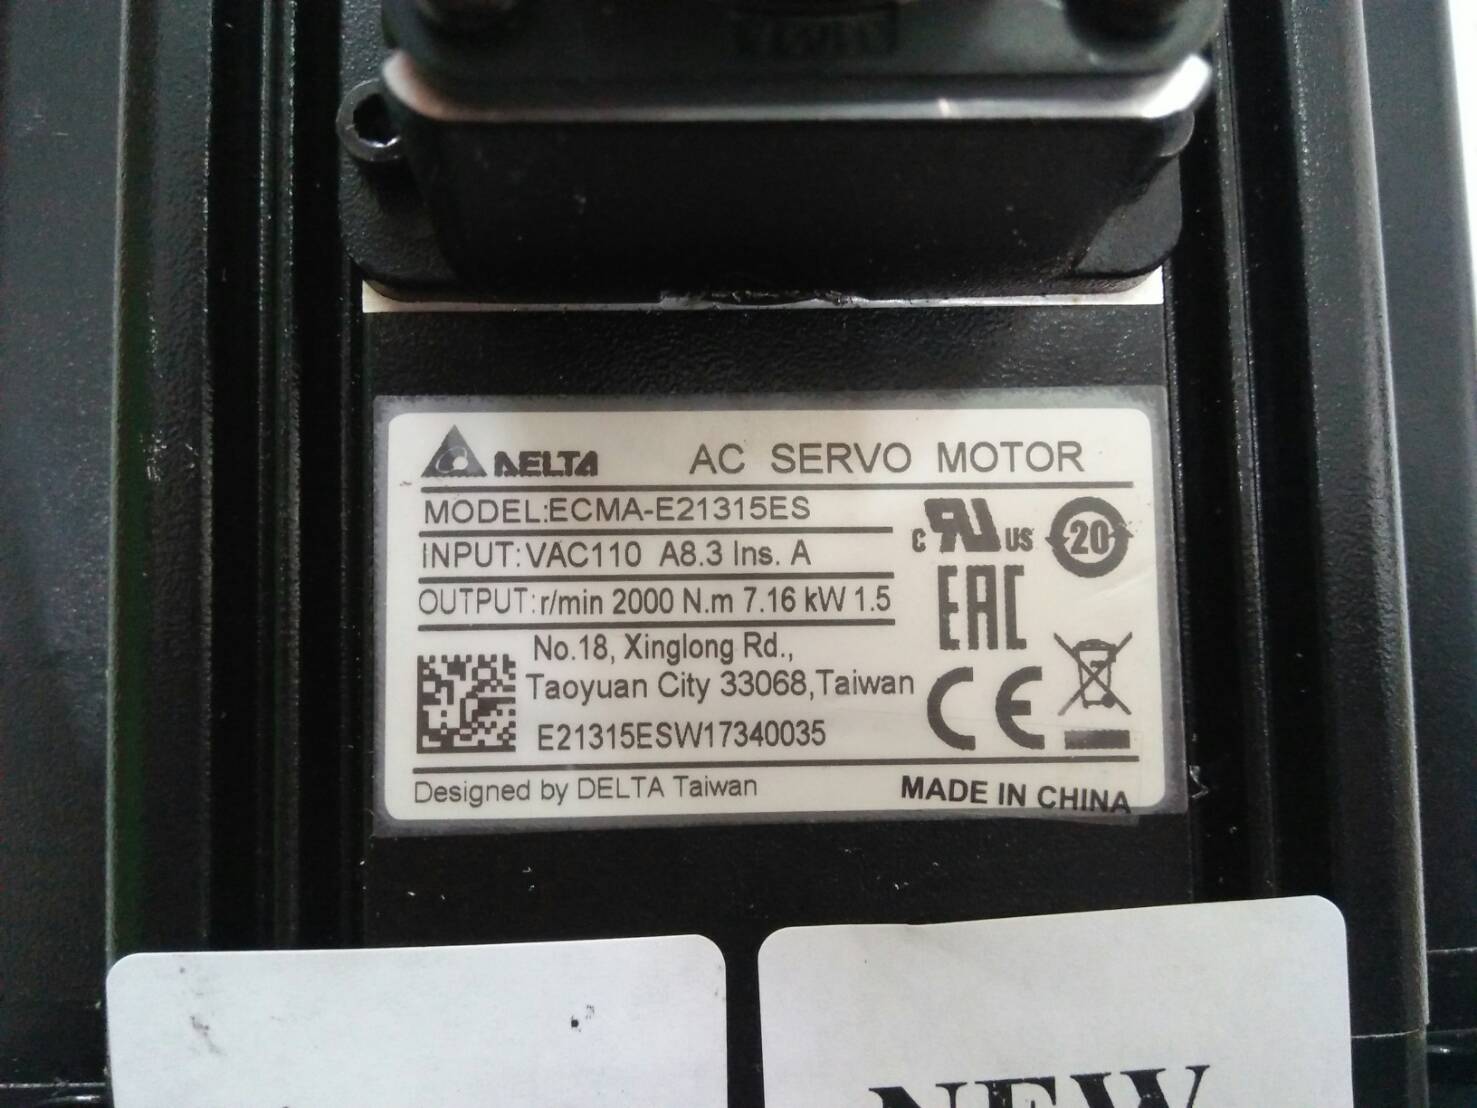 DELTA AC SERVO MOTOR
MODEL:ECMA-E21315ES
INPUT:VAC110 A8.3 Ins. A
OUTPUT:r/min 2000 N.m 7.16 kW 1.5
c RU US
20
EAC
No.18, Xinglong Rd.,
Taoyuan City 33068,Taiwan
CE
E21315ESW17340035
Designed by DELTA Taiwan
MADE IN CHINA
NEW